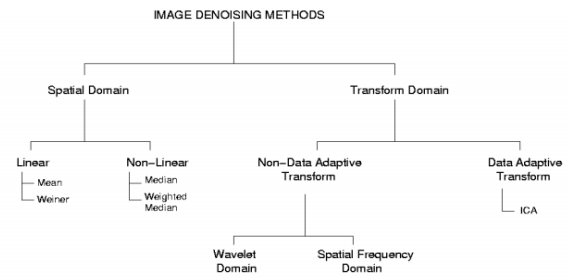 IMAGE DENOISING METHODS
Spatial Domain
Transform Domain
Linear
Mean
Weiner
Non-Linear
Median
Weighted
Median
Non-Data Adaptive
Transform
Data Adaptive
Transform
ICA
Wavelet
Domain
Spatial Frequency
Domain